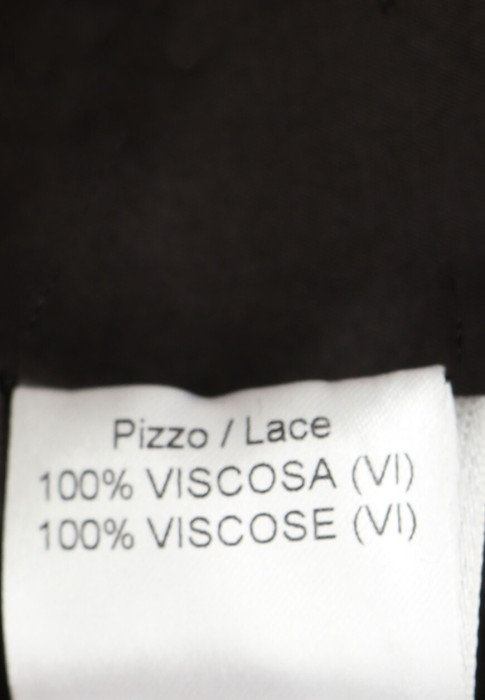 Pizzo / Lace
100% VISCOSA (VI)
100% VISCOSE (VI)